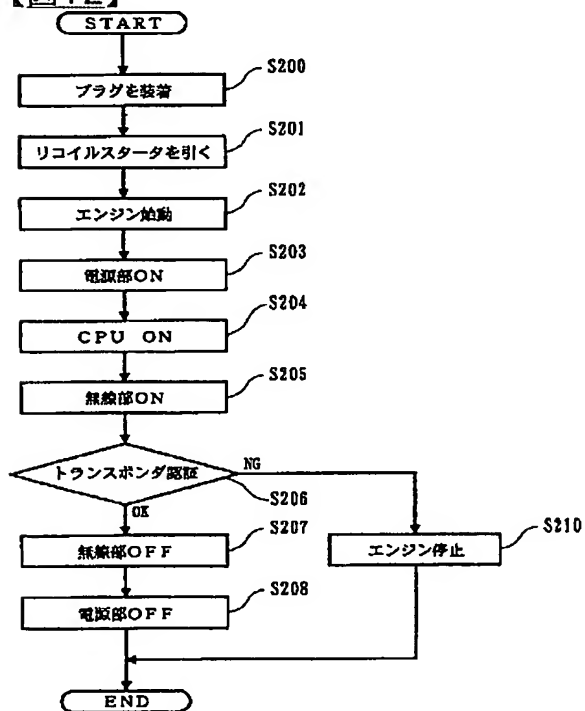 START
S200
プラグを装着
S201
リコイルスタータを引く
S202
エンジン始動
S203
電源部ON
S204
CPU ON
S205
無線部ON
トランスポンダ認証
NG
S206
OK
S207
無線部OFF
S210
エンジン停止
S208
電源部OFF
END